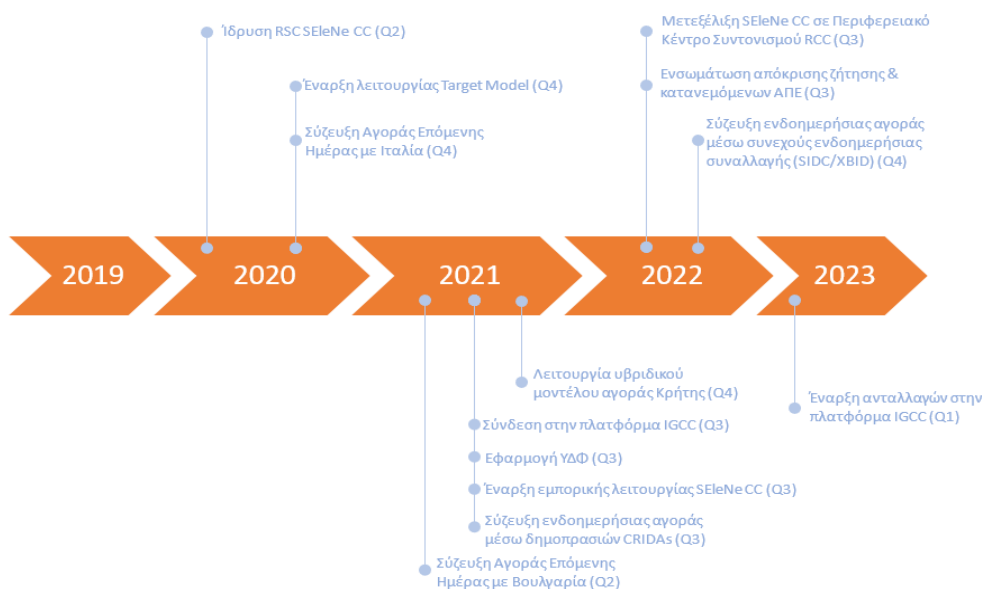 Ίδρυση RSC SEleNe CC (Q2)
Έναρξη λειτουργίας Target Model (Q4)
Σύζευξη Αγοράς Επόμενης
Ημέρας με Ιταλία (Q4)
Μετεξέλιξη SEleNe CC σε Περιφερειακό
Κέντρο Συντονισμού RCC (Q3)
Ενσωμάτωση απόκρισης ζήτησης &
κατανεμόμενων ΑΠΕ (Q3)
Σύζευξη ενδοημερήσιας αγοράς
μέσω συνεχούς ενδοημερήσιας
συναλλαγής (SIDC/XBID) (Q4)
2019
2020
2021
2022
2023
Λειτουργία υβριδικού
μοντέλου αγοράς Κρήτης (Q4)
Σύνδεση στην πλατφόρμα IGCC (Q3)
Εφαρμογή ΥΔΦ (Q3)
Έναρξη εμπορικής λειτουργίας SEleNe CC (Q3)
Σύζευξη ενδοημερήσιας αγοράς
μέσω δημοπρασιών CRIDAs (Q3)
Σύζευξη Αγοράς Επόμενης
Ημέρας με Βουλγαρία (Q2)
Έναρξη ανταλλαγών στην
πλατφόρμα IGCC (Q1)